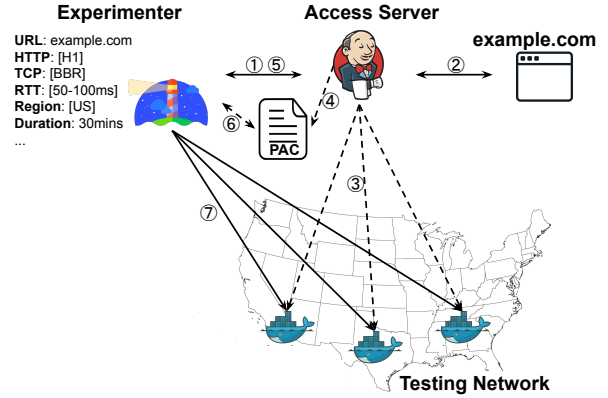 Experimenter
Access Server
URL: example.com
HTTP: [H1]
TCP: [BBR]
RTT: [50-100ms]
Region: [US]
Duration: 30mins
...
example.com
① ⑤
②
④
⑥
PAC
③
⑦
Testing Network